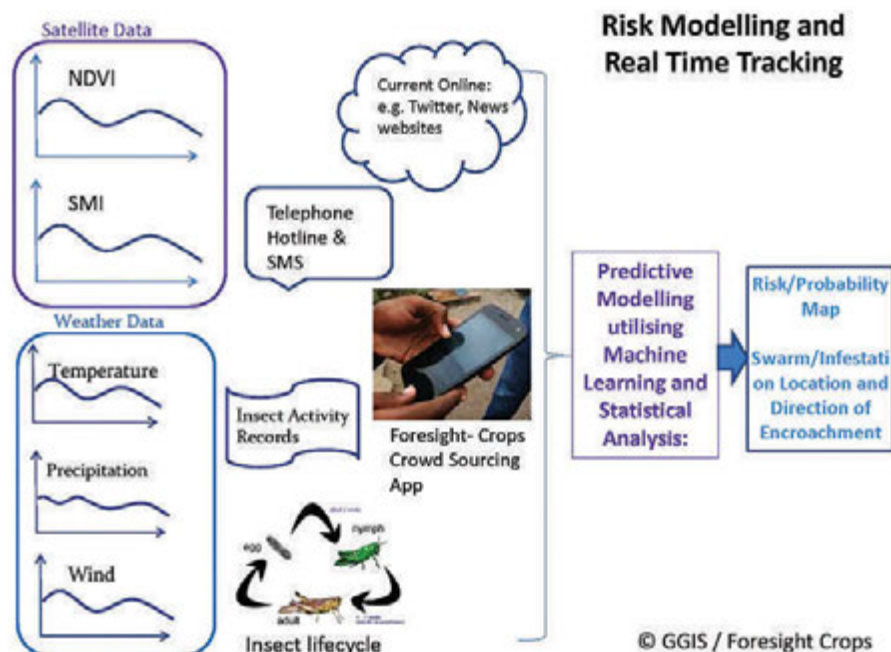 Risk Modelling and
Real Time Tracking
Satellite Data
NDVI
SMI
Weather Data
Temperature
Precipitation
Wind
Current Online:
e.g. Twitter, News
websites
Telephone
Hotline &
SMS
Insect Activity
Records
Foresight- Crops
Crowd Sourcing
App
egg
nymph
adult
Insect lifecycle
Predictive
Modelling
utilising
Machine
Learning and
Statistical
Analysis:
Risk/Probability
Map
Swarm/Infestati
on Location and
Direction of
Encroachment
© GGIS / Foresight Crops